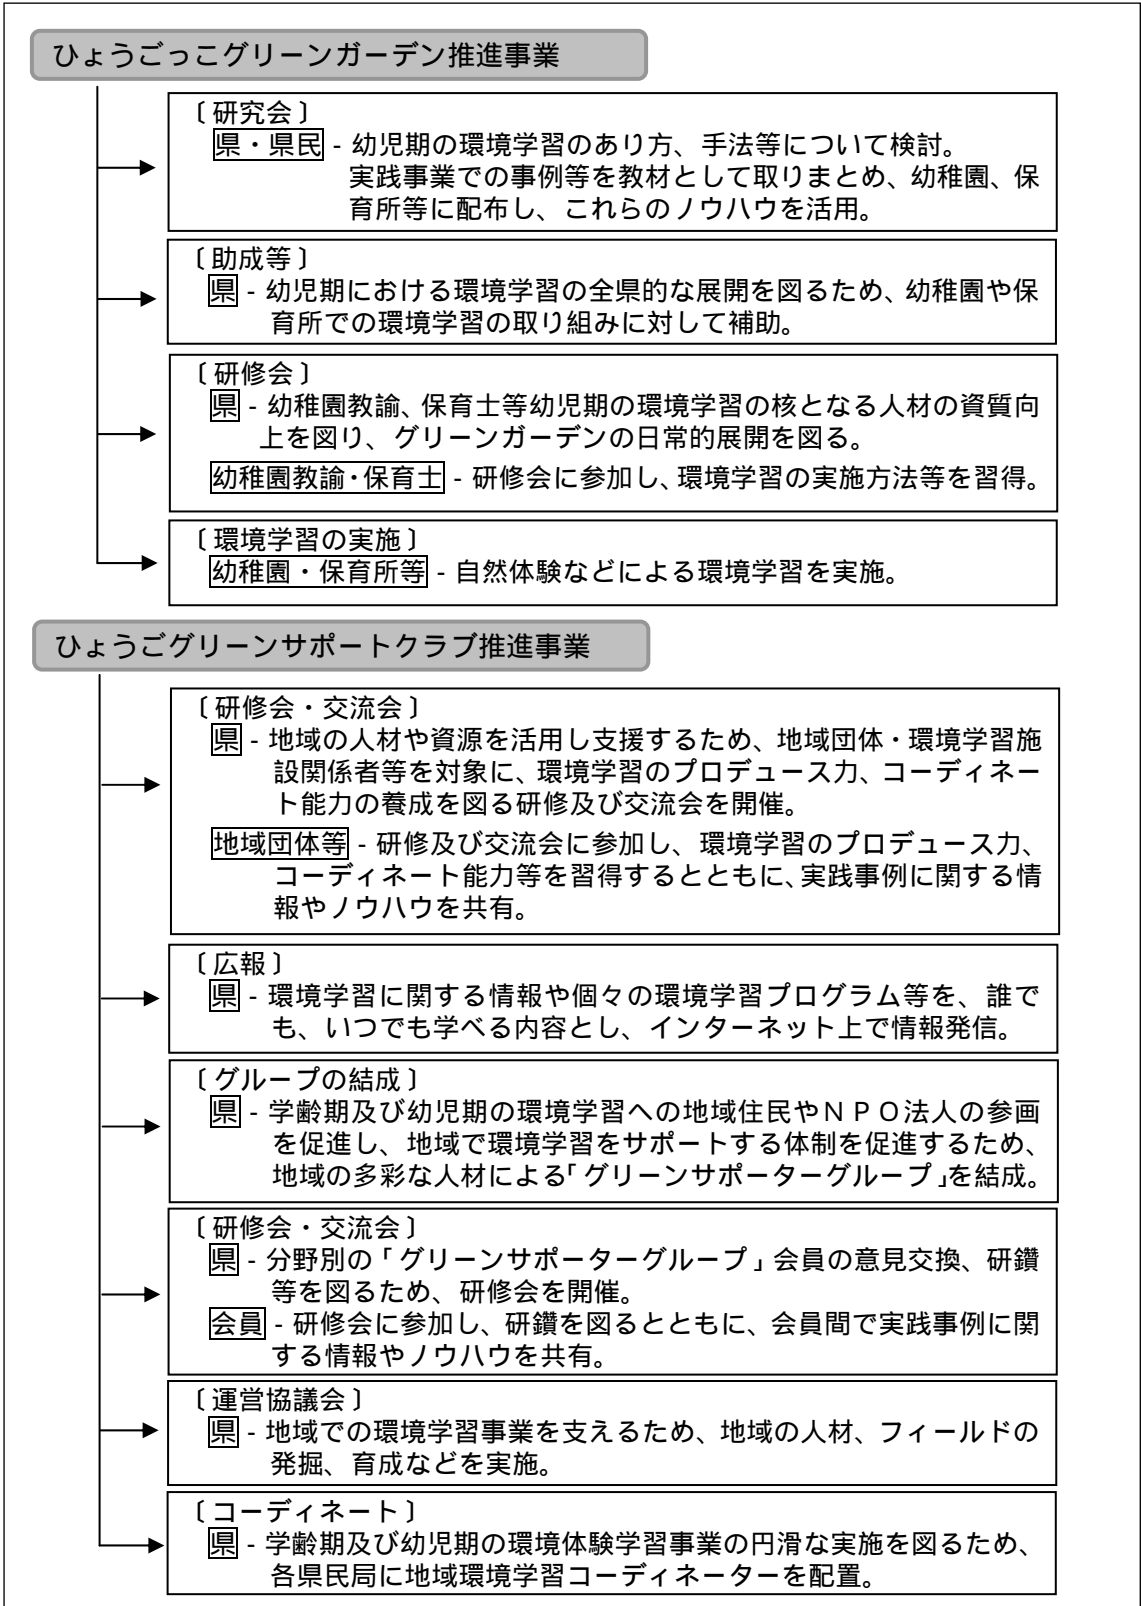 ひょうごっこグリーンガーデン推進事業
〔研究会〕
県・県民 - 幼児期の環境学習のあり方、手法等について検討。
実践事業での事例等を教材として取りまとめ、幼稚園、保
育所等に配布し、これらのノウハウを活用。
〔助成等〕
県 - 幼児期における環境学習の全県的な展開を図るため、幼稚園や保
育所での環境学習の取り組みに対して補助。
〔研修会〕
県 - 幼稚園教諭、保育士等幼児期の環境学習の核となる人材の資質向
上を図り、グリーンガーデンの日常的展開を図る。
幼稚園教諭・保育士 - 研修会に参加し、環境学習の実施方法等を習得。
〔環境学習の実施〕
幼稚園・保育所等 - 自然体験などによる環境学習を実施。
ひょうごグリーンサポートクラブ推進事業
〔研修会・交流会〕
県 - 地域の人材や資源を活用し支援するため、地域団体・環境学習施
設関係者等を対象に、環境学習のプロデュース力、コーディネー
ト能力の養成を図る研修及び交流会を開催。
地域団体等 - 研修及び交流会に参加し、環境学習のプロデュース力、
コーディネート能力等を習得するとともに、実践事例に関する情
報やノウハウを共有。
〔広報〕
県 - 環境学習に関する情報や個々の環境学習プログラム等を、誰で
も、いつでも学べる内容とし、インターネット上で情報発信。
〔グループの結成〕
県 - 学齢期及び幼児期の環境学習への地域住民やＮＰＯ法人の参画
を促進し、地域で環境学習をサポートする体制を促進するため、
地域の多彩な人材による「グリーンサポーターグループ」を結成。
〔研修会・交流会〕
県 - 分野別の「グリーンサポーターグループ」会員の意見交換、研鑽
等を図るため、研修会を開催。
会員 - 研修会に参加し、研鑽を図るとともに、会員間で実践事例に関
する情報やノウハウを共有。
〔運営協議会〕
県 - 地域での環境学習事業を支えるため、地域の人材、フィールドの
発掘、育成などを実施。
〔コーディネート〕
県 - 学齢期及び幼児期の環境体験学習事業の円滑な実施を図るため、
各県民局に地域環境学習コーディネーターを配置。